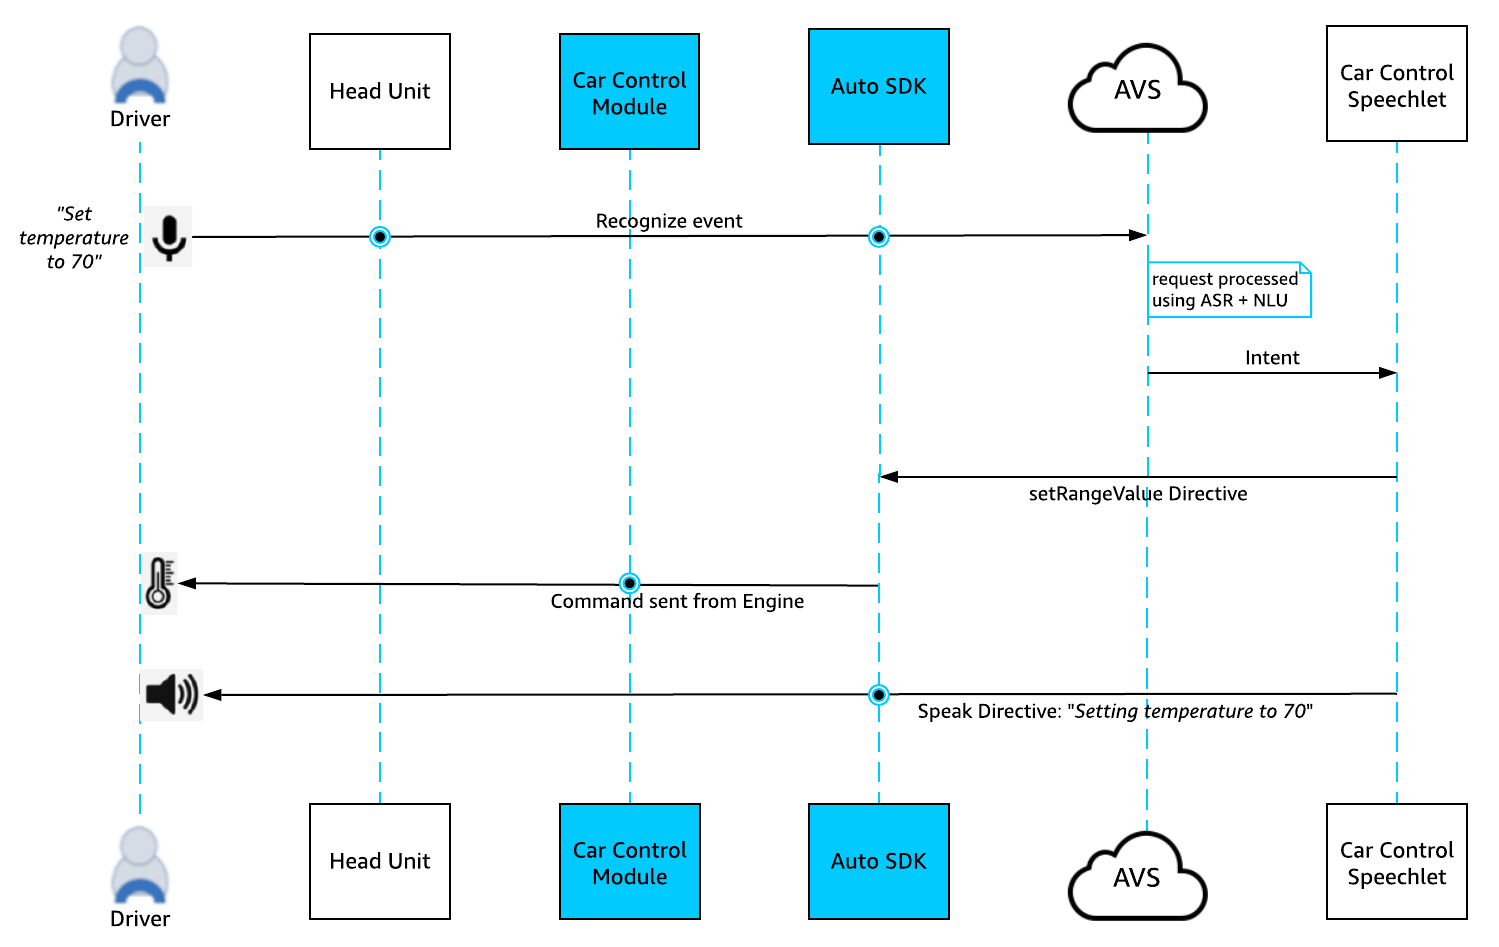 Driver
Head Unit
Car Control
Module
Auto SDK
AVS
Car Control
Speechlet
"Set
temperature
to 70"
Recognize event
request processed
using ASR + NLU
Intent
setRangeValue Directive
Command sent from Engine
Speak Directive: "Setting temperature to 70"
Driver
Head Unit
Car Control
Module
Auto SDK
AVS
Car Control
Speechlet